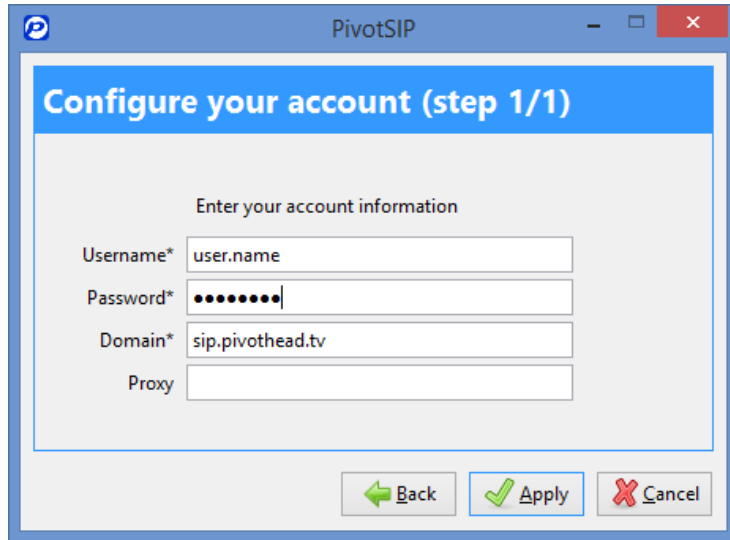 PivotSIP
Configure your account (step 1/1)
Enter your account information
Username* user.name
Password* ●●●●●●●●
Domain* sip.pivothead.tv
Proxy
Back Apply Cancel